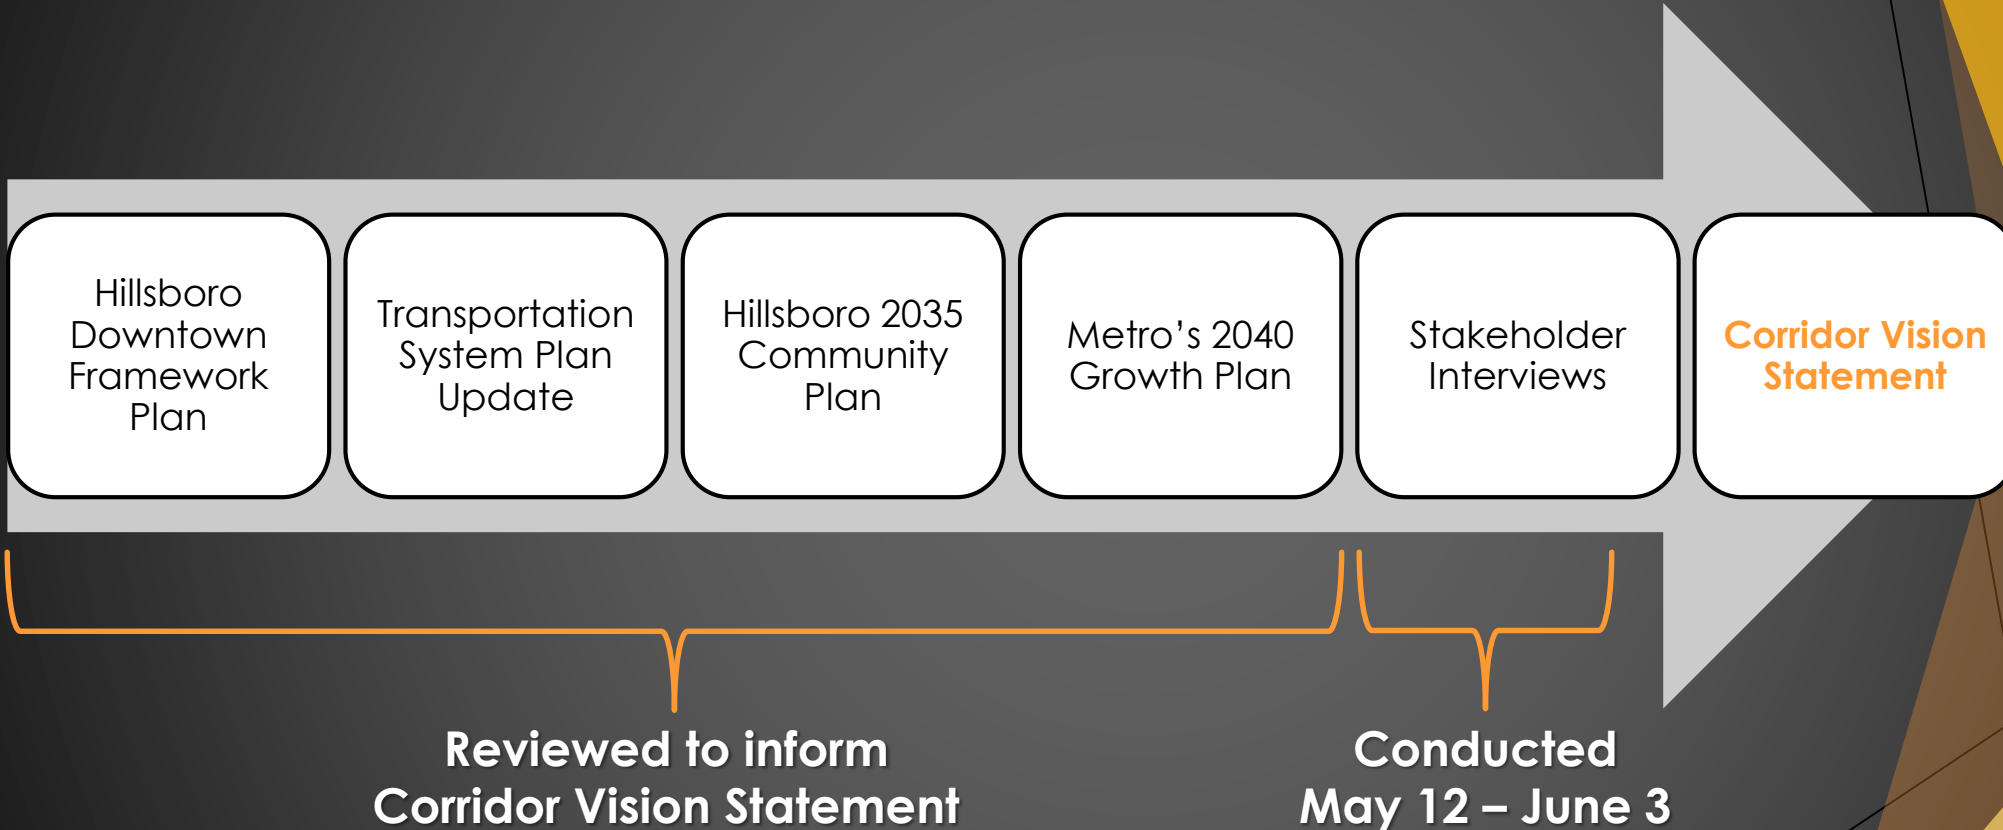 Hillsboro
Downtown
Framework
Plan
Transportation
System Plan
Update
Hillsboro 2035
Community
Plan
Metro’s 2040
Growth Plan
Stakeholder
Interviews
Corridor Vision
Statement
Reviewed to inform
Corridor Vision Statement
Conducted
May 12 – June 3